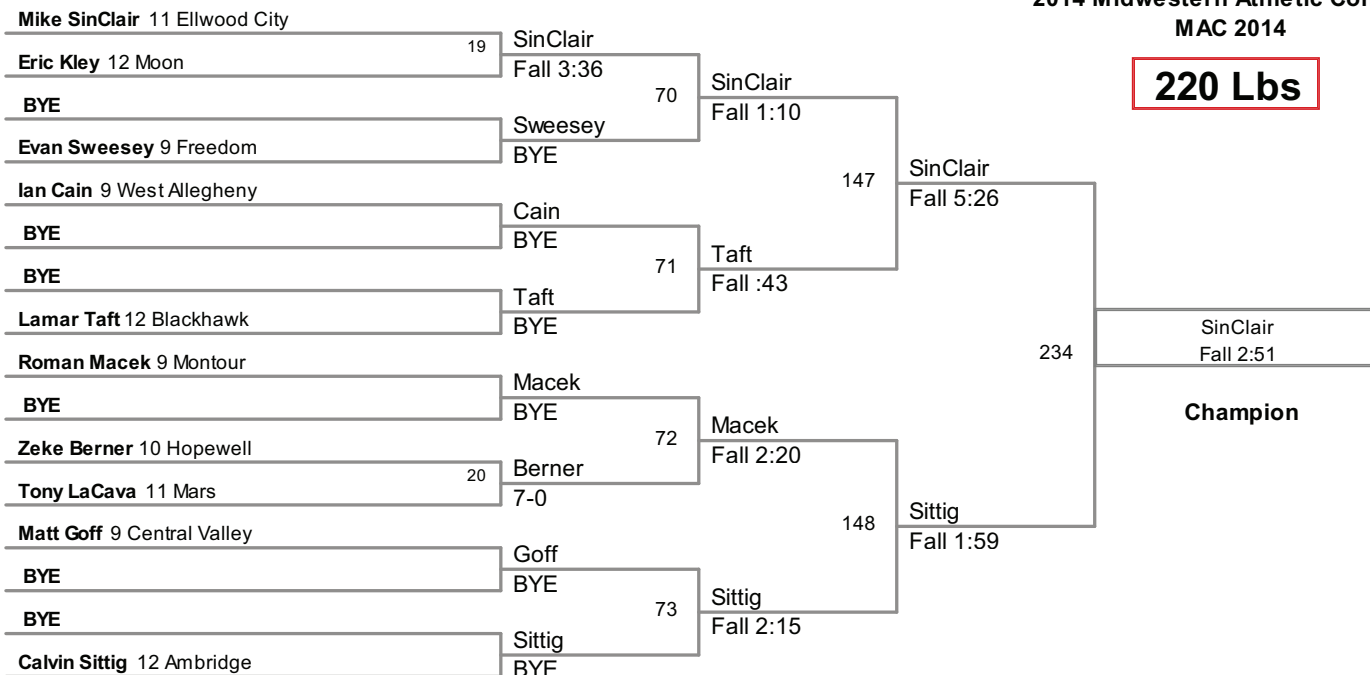 2014 Midwestern Athletic
MAC 2014
220 Lbs
Mike SinClair 11 Ellwood City
Eric Kley 12 Moon
BYE
Evan Sweesey 9 Freedom
Ian Cain 9 West Allegheny
BYE
BYE
Lamar Taft 12 Blackhawk
Roman Macek 9 Montour
BYE
Zeke Berner 10 Hopewell
Tony LaCava 11 Mars
Matt Goff 9 Central Valley
BYE
BYE
Calvin Sittig 12 Ambridge
19
SinClair
Fall 3:36
Sweesey
BYE
Cain
BYE
Taft
BYE
Macek
BYE
20
Berner
7-0
Goff
BYE
Sittig
BYE
70
SinClair
Fall 1:10
71
Taft
Fall :43
72
Macek
Fall 2:20
73
Sittig
Fall 2:15
147
SinClair
Fall 5:26
148
Sittig
Fall 1:59
234
SinClair
Fall 2:51
Champion